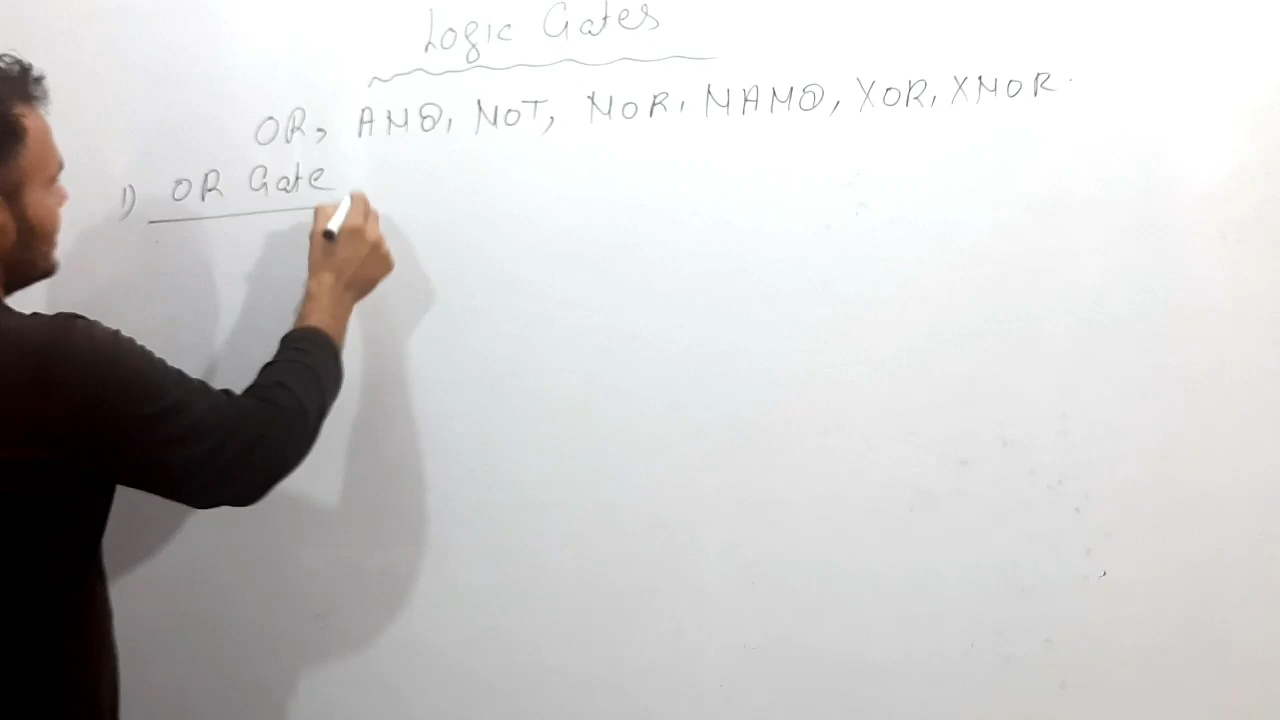 Logic Gates
OR, AND, NOT, NOR, NAND, XOR, XNOR.
1) OR Gate